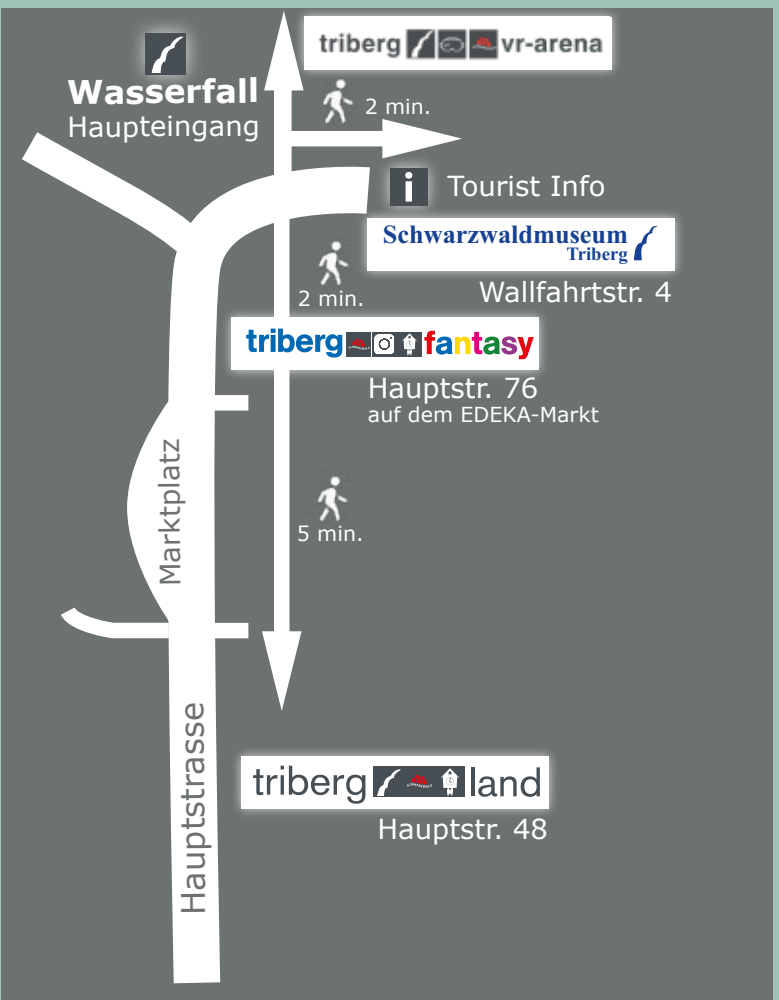 triberg vr-arena
Wasserfall
Haupteingang
2 min.
i Tourist Info
Schwarzwaldmuseum
Triberg
Wallfahrtstr. 4
2 min.
triberg fantasy
Hauptstr. 76
auf dem EDEKA-Markt
Marktplatz
5 min.
Hauptstrasse
triberg land
Hauptstr. 48